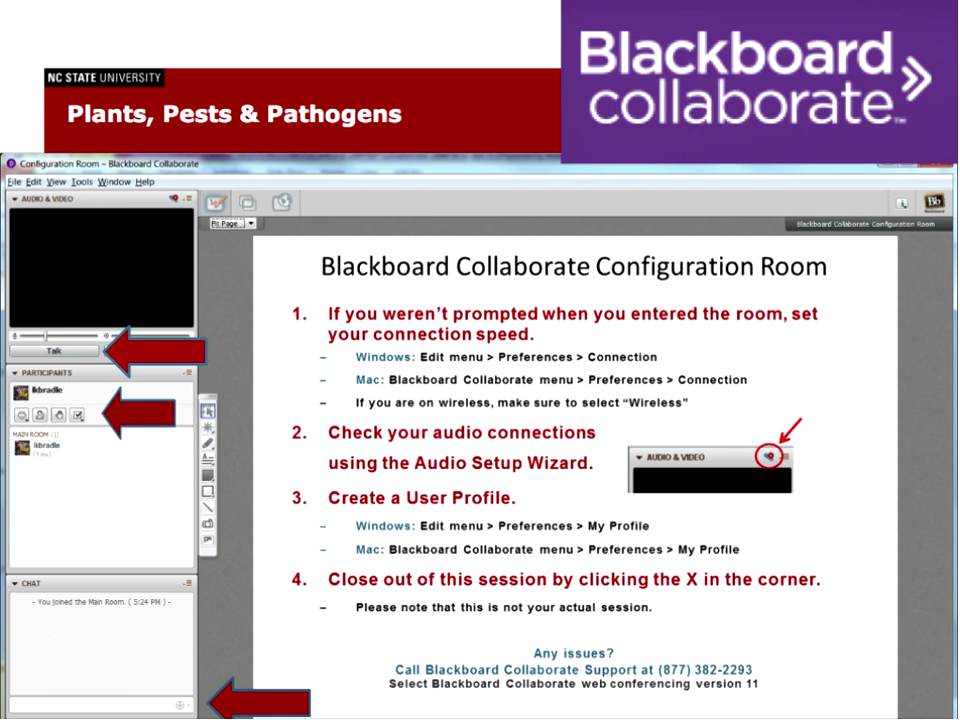 Blackboard
collaborate™
NC STATE UNIVERSITY
Plants, Pests & Pathogens
Configuration Room – Blackboard Collaborate
File Edit View Tools Window Help
AUDIO & VIDEO
Fit Page
Bb
Blackboard Collaborate Configuration Room
Talk
PARTICIPANTS
lkbradle
MAIN ROOM (1)
lkbradle
(You)
CHAT
- You joined the Main Room. ( 5:24 PM ) -
Blackboard Collaborate Configuration Room
1. If you weren't prompted when you entered the room, set
your connection speed.
– Windows: Edit menu > Preferences > Connection
– Mac: Blackboard Collaborate menu > Preferences > Connection
– If you are on wireless, make sure to select “Wireless”
2. Check your audio connections
using the Audio Setup Wizard.
AUDIO & VIDEO
3. Create a User Profile.
– Windows: Edit menu > Preferences > My Profile
– Mac: Blackboard Collaborate menu > Preferences > My Profile
4. Close out of this session by clicking the X in the corner.
– Please note that this is not your actual session.
Any issues?
Call Blackboard Collaborate Support at (877) 382-2293
Select Blackboard Collaborate web conferencing version 11